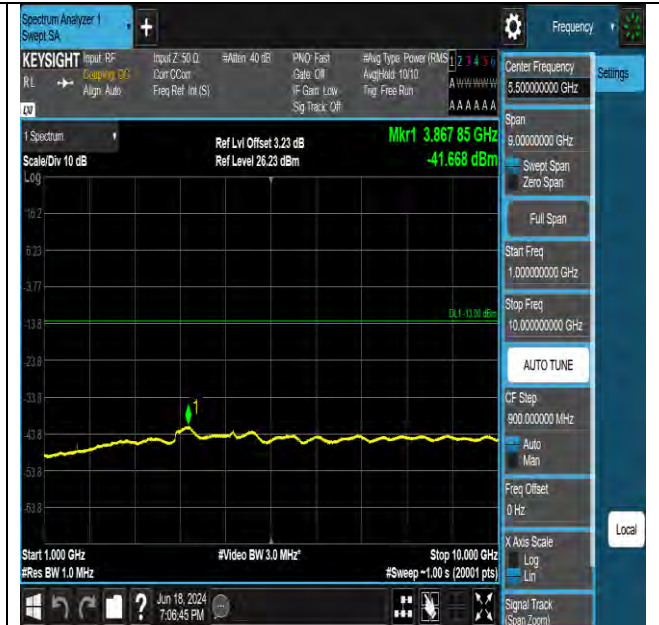 Spectrum Analyzer 1
Swept SA
+
Frequency
KEYSIGHT
RL
Input: RF
Coupling: DC
Align: Auto
Input Z: 50 Ω
Corr CCorr
Freq Ref: Int (S)
#Atten: 40 dB
PNO: Fast
Gate: Off
IF Gain: Low
Sig Track: Off
#Avg Type: Power (RMS
Avg|Hold: 10/10
Trig: Free Run
1 2 3 4 5 6
A W W W W W
A A A A A A
LW
1 Spectrum
Scale/Div 10 dB
Log
Ref Lvl Offset 3.23 dB
Ref Level 26.23 dBm
Mkr1 3.867 85 GHz
-41.668 dBm
16.2
6.23
-3.77
DL1 -13.00 dBm
-13.8
-23.8
-33.8
1
-43.8
-53.8
-63.8
Start 1.000 GHz
#Video BW 3.0 MHz*
Stop 10.000 GHz
#Res BW 1.0 MHz
#Sweep ~1.00 s (20001 pts)
?
Jun 18, 2024
7:06:45 PM
Center Frequency
5.500000000 GHz
Settings
Span
9.00000000 GHz
Swept Span
Zero Span
Full Span
Start Freq
1.000000000 GHz
Stop Freq
10.000000000 GHz
AUTO TUNE
CF Step
900.000000 MHz
Auto
Man
Freq Offset
0 Hz
X Axis Scale
Log
Lin
Local
Signal Track
(Span Zoom)